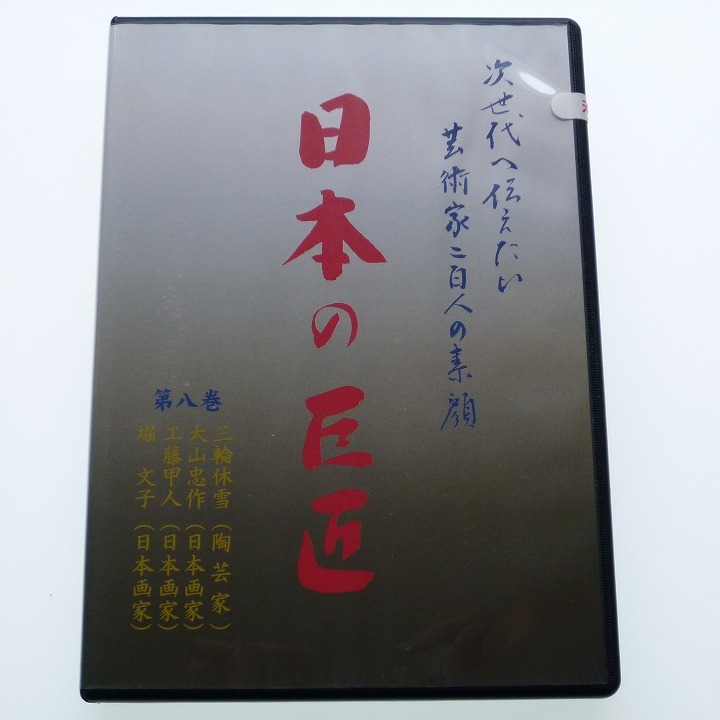 次世代へ伝えたい
芸術家二百人の素顔
日本の巨匠
第八巻
三輪休雪（陶芸家）
大山忠作（日本画家）
工藤甲人（日本画家）
堀 文子（日本画家）